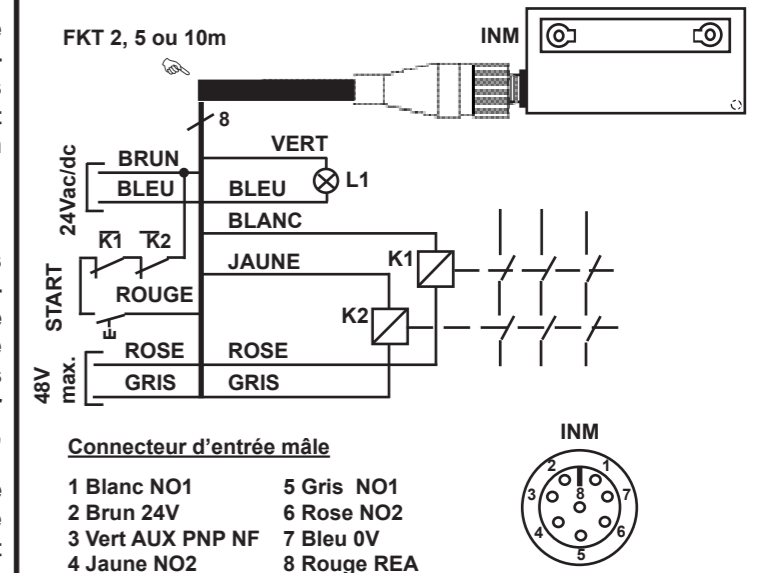 FKT 2, 5 ou 10m
INM
8
VERT
24Vac/dc
BRUN
BLEU
BLEU
L1
BLANC
K1
K2
JAUNE
K1
START
ROUGE
K2
48V
max.
ROSE
ROSE
GRIS
GRIS
Connecteur d'entrée mâle
INM
1 Blanc NO1
5 Gris NO1
2 Brun 24V
6 Rose NO2
3 Vert AUX PNP NF
7 Bleu 0V
4 Jaune NO2
8 Rouge REA
2
1
3
8
7
4
6
5